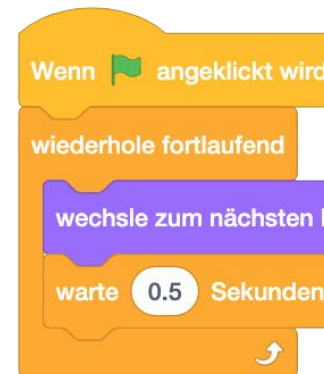 Wenn angeklickt wird
wiederhole fortlaufend
wechsle zum nächsten
warte 0.5 Sekunden